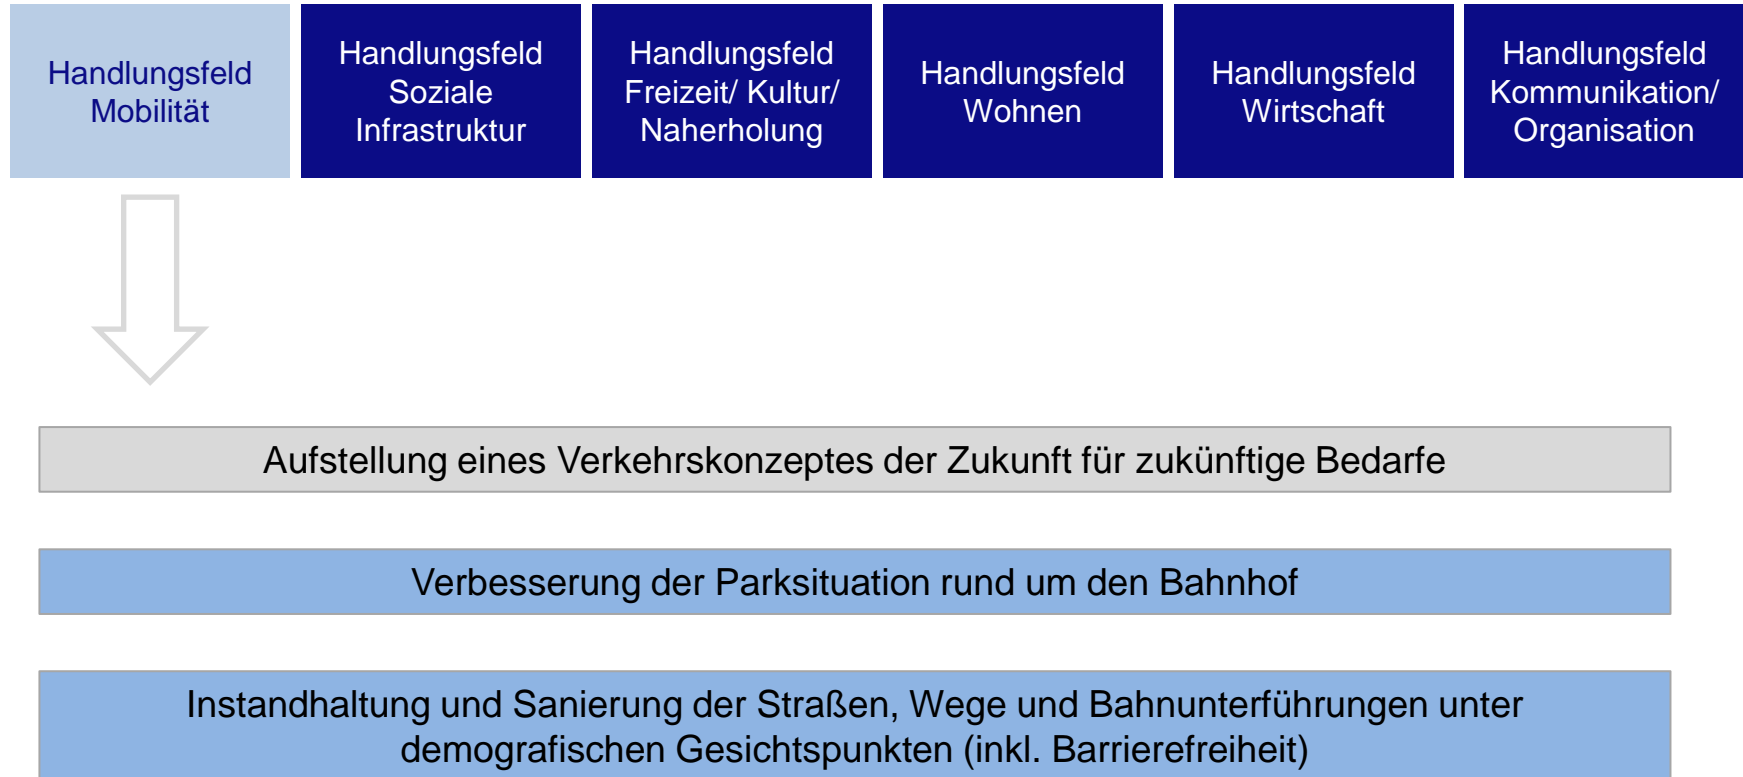 Handlungsfeld
Mobilität
Handlungsfeld
Soziale
Infrastruktur
Handlungsfeld
Freizeit/ Kultur/
Naherholung
Handlungsfeld
Wohnen
Handlungsfeld
Wirtschaft
Handlungsfeld
Kommunikation/
Organisation
Aufstellung eines Verkehrskonzeptes der Zukunft für zukünftige Bedarfe
Verbesserung der Parksituation rund um den Bahnhof
Instandhaltung und Sanierung der Straßen, Wege und Bahnunterführungen unter
demografischen Gesichtspunkten (inkl. Barrierefreiheit)